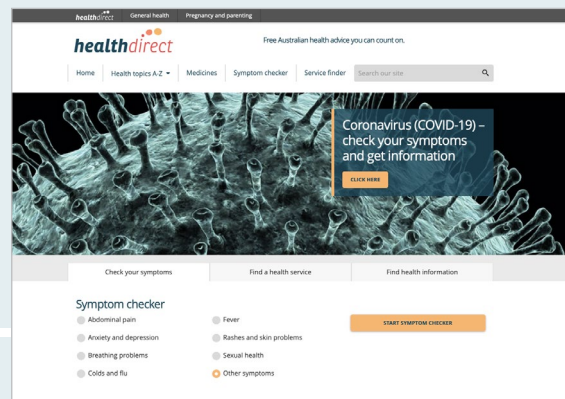 healthdirect General health Pregnancy and parenting
healthdirect
Free Australian health advice you can count on.
Home Health topics A-Z Medicines Symptom checker Service finder Search our site
Coronavirus (COVID-19) –
check your symptoms
and get information
CLICK HERE
Check your symptoms Find a health service Find health information
Symptom checker
Abdominal pain Fever START SYMPTOM CHECKER
Anxiety and depression Rashes and skin problems
Breathing problems Sexual health
Colds and flu Other symptoms